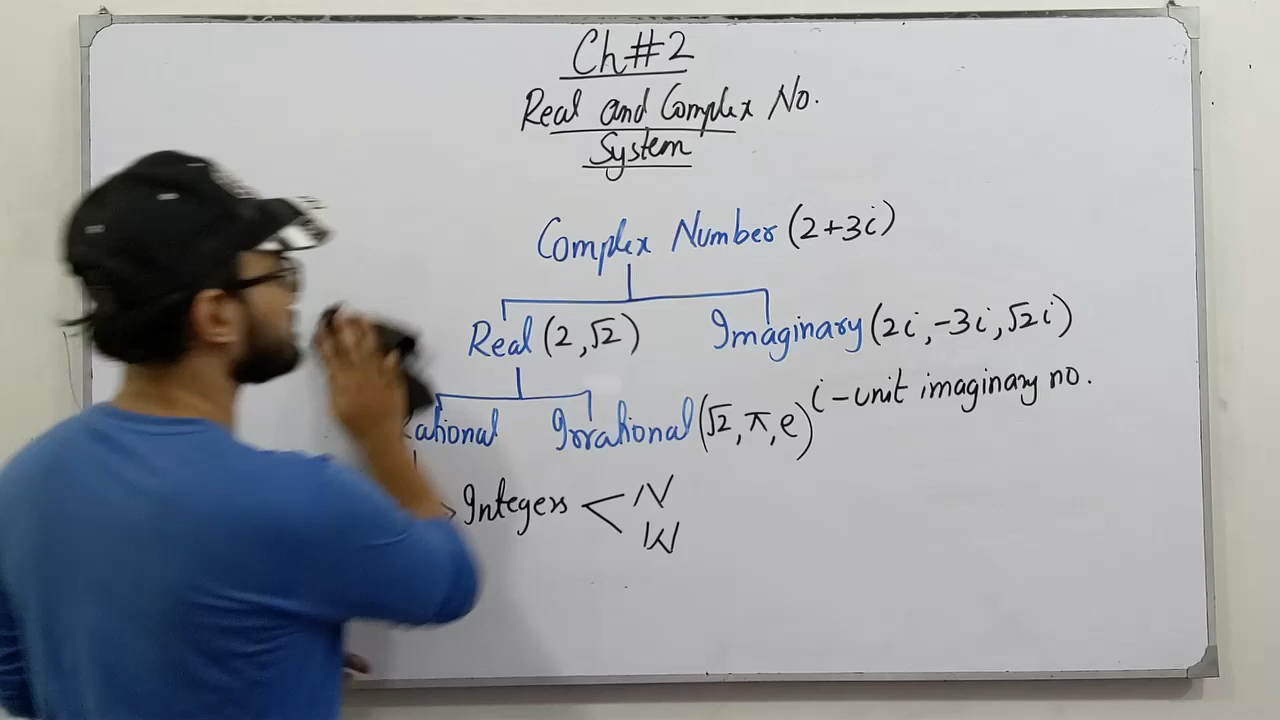 Ch#2
Real and Complex No.
System
Complex Number (2+3i)
Real (2,√2) Imaginary (2i,-3i,√2i)
i - unit imaginary no.
Rational Irrational (√2, π, e)
> Integers < N
W